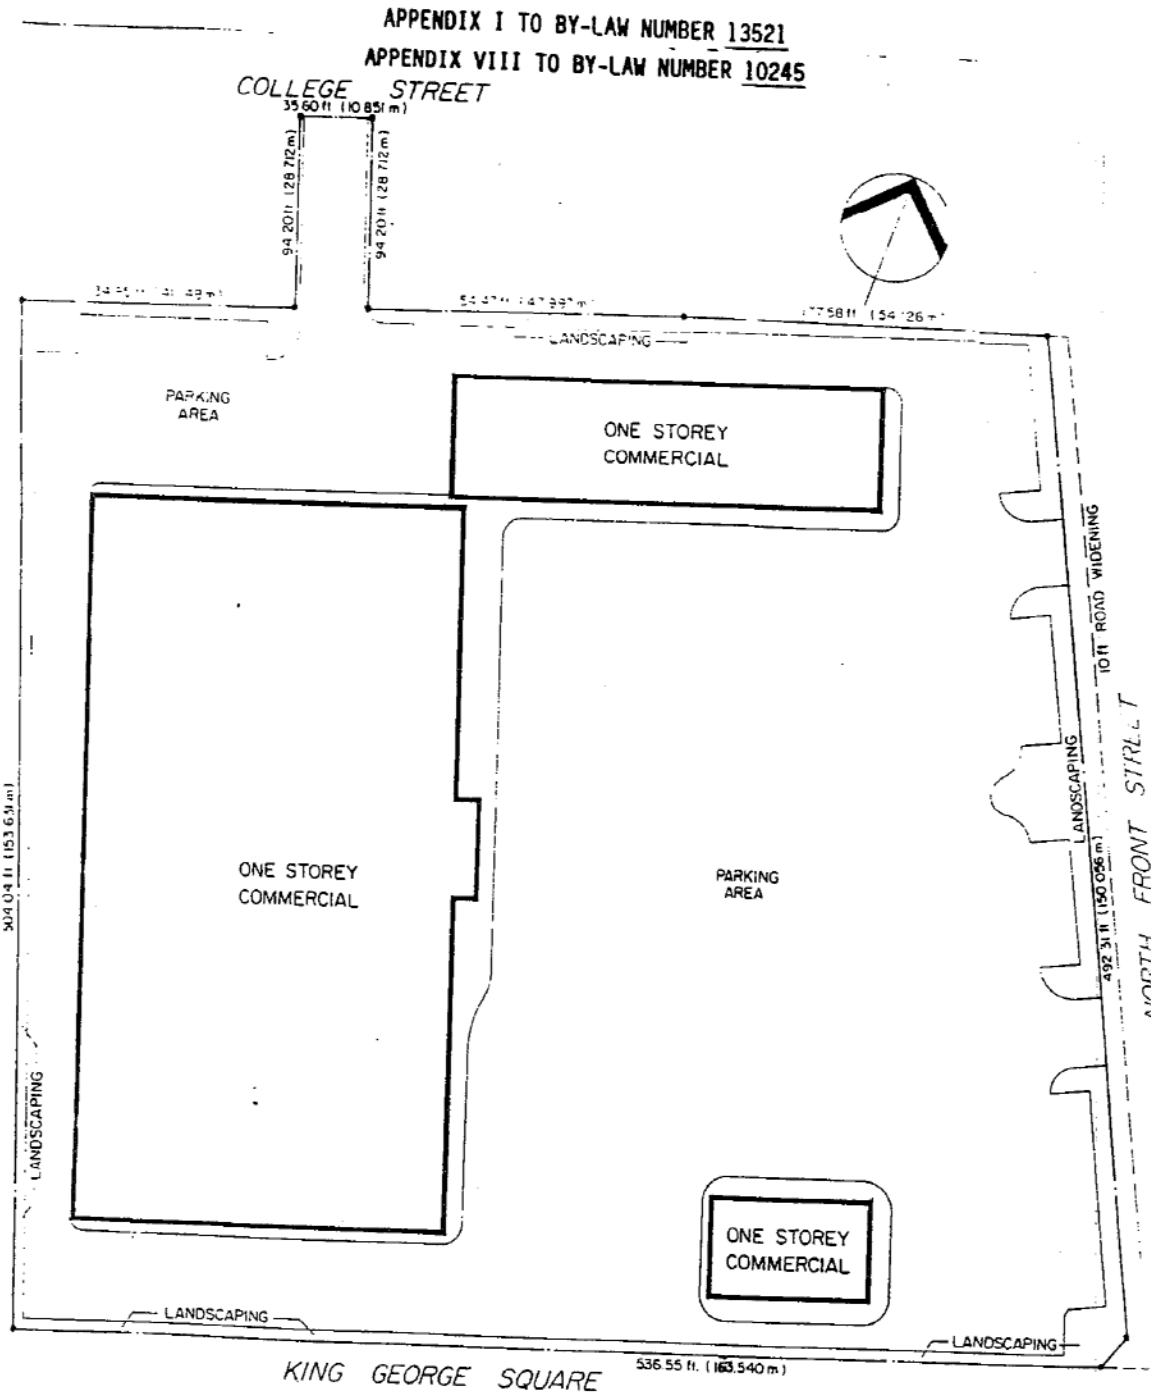 APPENDIX I TO BY-LAW NUMBER 13521
APPENDIX VIII TO BY-LAW NUMBER 10245
COLLEGE STREET
35.60 ft (10.851 m)
94.20 ft (28.712 m)
94.20 ft (28.712 m)
LANDSCAPING
PARKING
AREA
ONE STOREY
COMMERCIAL
10 ft ROAD WIDENING
NORTH FRONT STREET
LANDSCAPING
492.31 ft (150.056 m)
504.04 ft (153.631 m)
ONE STOREY
COMMERCIAL
PARKING
AREA
LANDSCAPING
ONE STOREY
COMMERCIAL
LANDSCAPING
LANDSCAPING
536.55 ft. (163.540 m)
KING GEORGE SQUARE